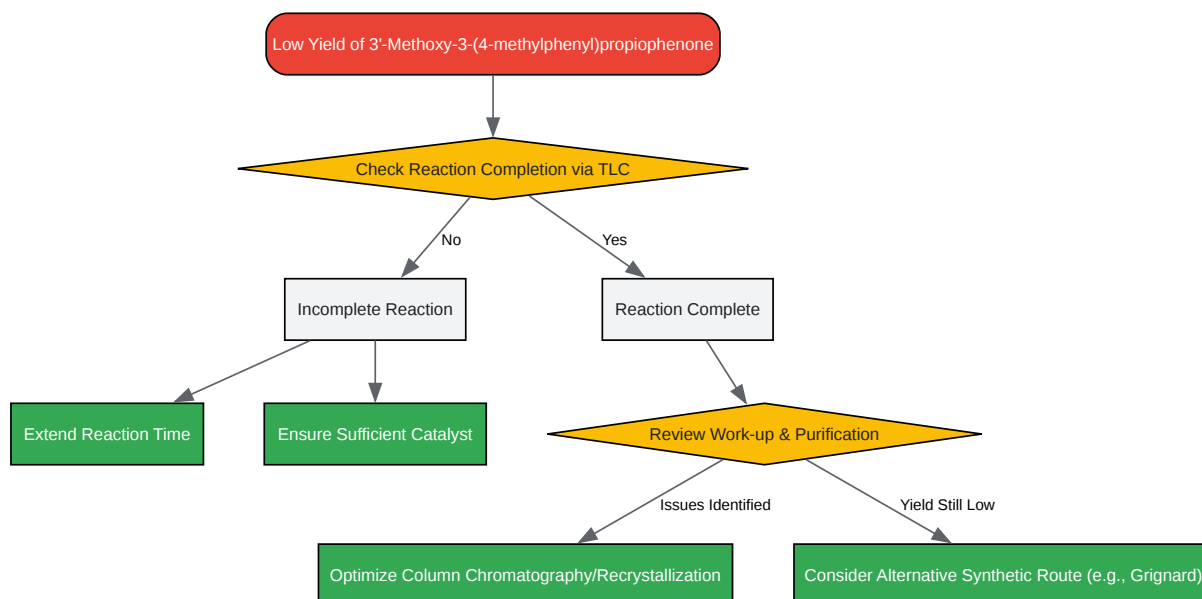 Low Yield of 3'-Methoxy-3-(4-methylphenyl)propiophenone
Check Reaction Completion via TLC
No
Yes
Incomplete Reaction
Reaction Complete
Extend Reaction Time
Ensure Sufficient Catalyst
Review Work-up & Purification
Issues Identified
Yield Still Low
Optimize Column Chromatography/Recrystallization
Consider Alternative Synthetic Route (e.g., Grignard)